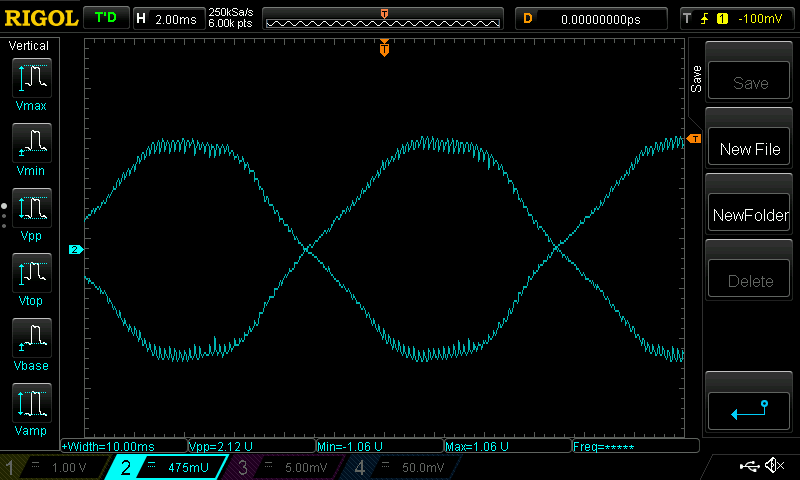 RIGOL T'D H 2.00ms 250kSa/s
6.00k pts T D 0.00000000ps T 1 -100mV
Vertical
Vmax
Vmin
Vpp
Vtop
Vbase
Vamp
T
2
T
Save
Save
New File
NewFolder
Delete
+Width=10.00ms Vpp=2.12 U Min=-1.06 U Max=1.06 U Freq=*****
1 1.00 V 2 475mU 3 5.00mV 4 50.0mV